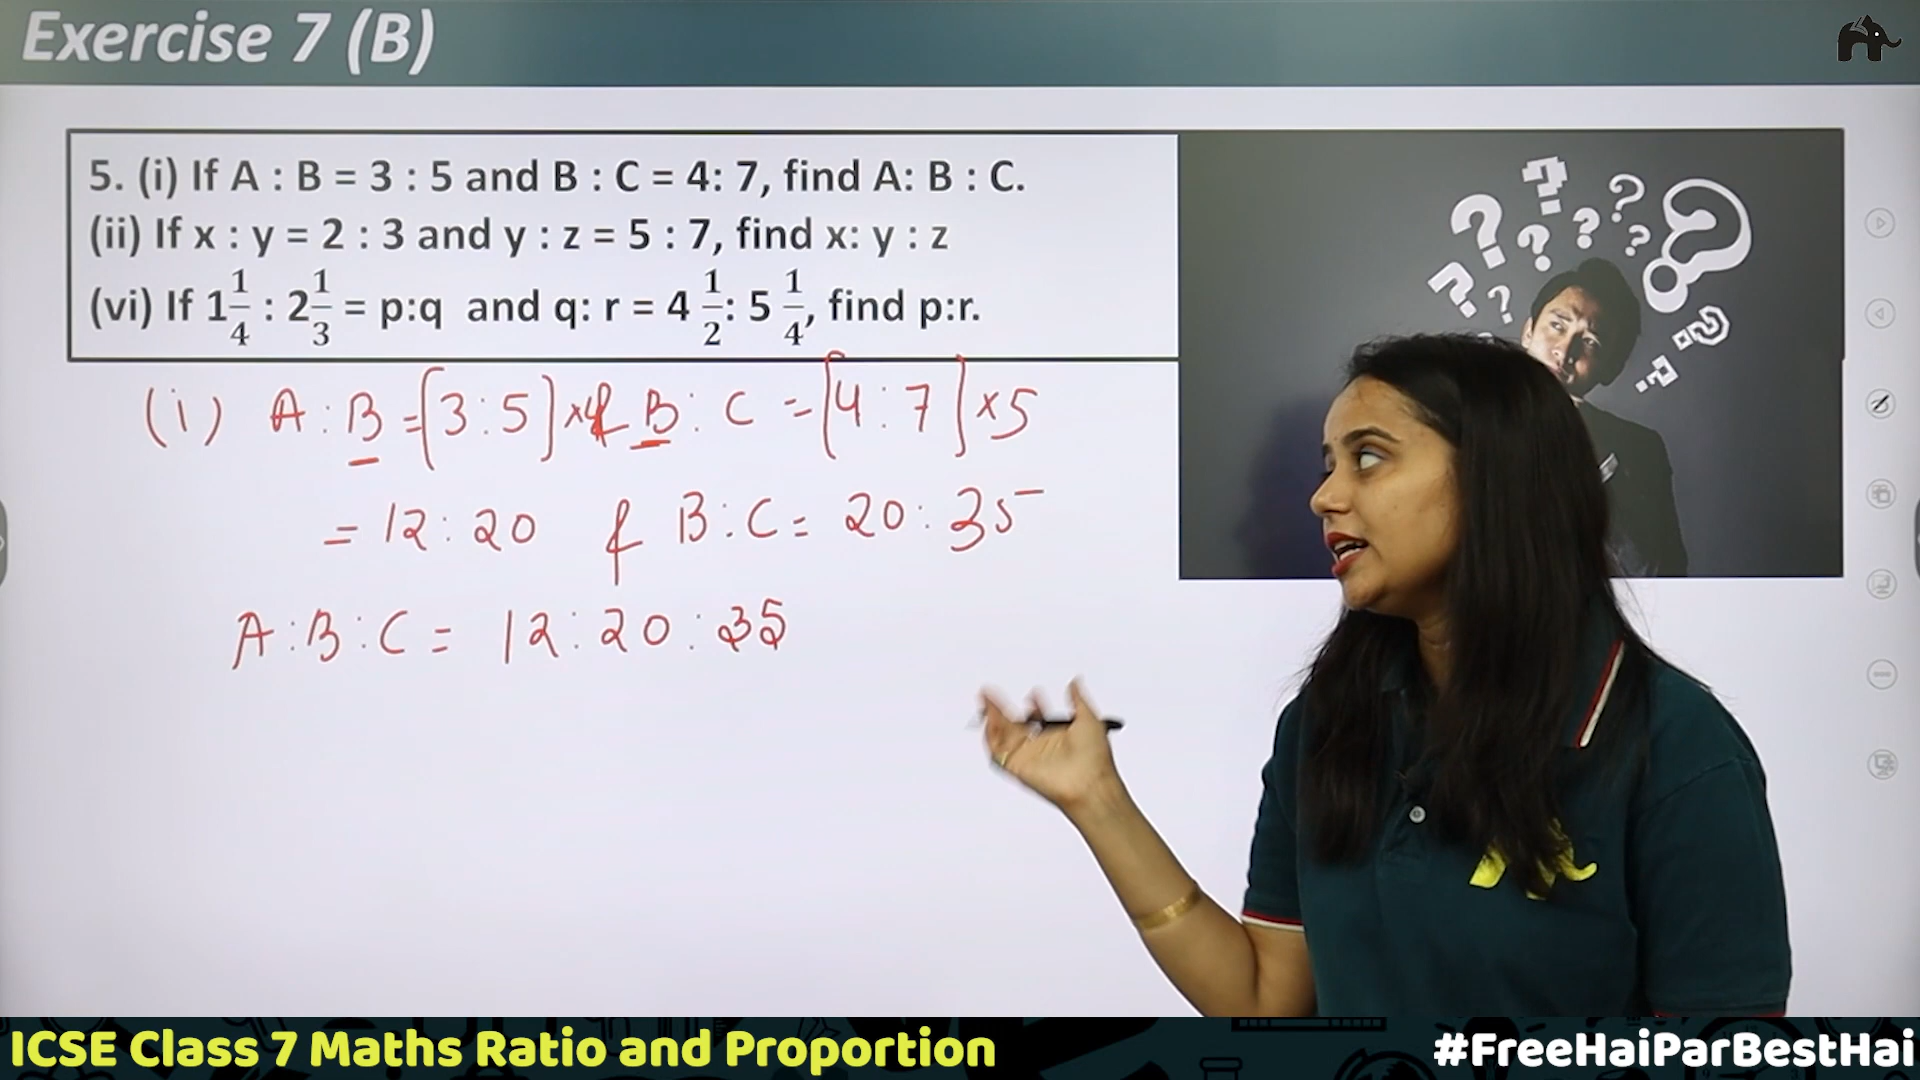 Exercise 7 (B)
5. (i) If A : B = 3 : 5 and B : C = 4: 7, find A: B : C.
(ii) If x : y = 2 : 3 and y : z = 5 : 7, find x: y : z
(vi) If 1 1/4 : 2 1/3 = p:q and q: r = 4 1/2: 5 1/4, find p:r.
(i) A : B = [3 : 5] ×4 & B : C = [4 : 7] ×5
= 12 : 20 & B : C = 20 : 35
A : B : C = 12 : 20 : 35
ICSE Class 7 Maths Ratio and Proportion
#FreeHaiParBestHai